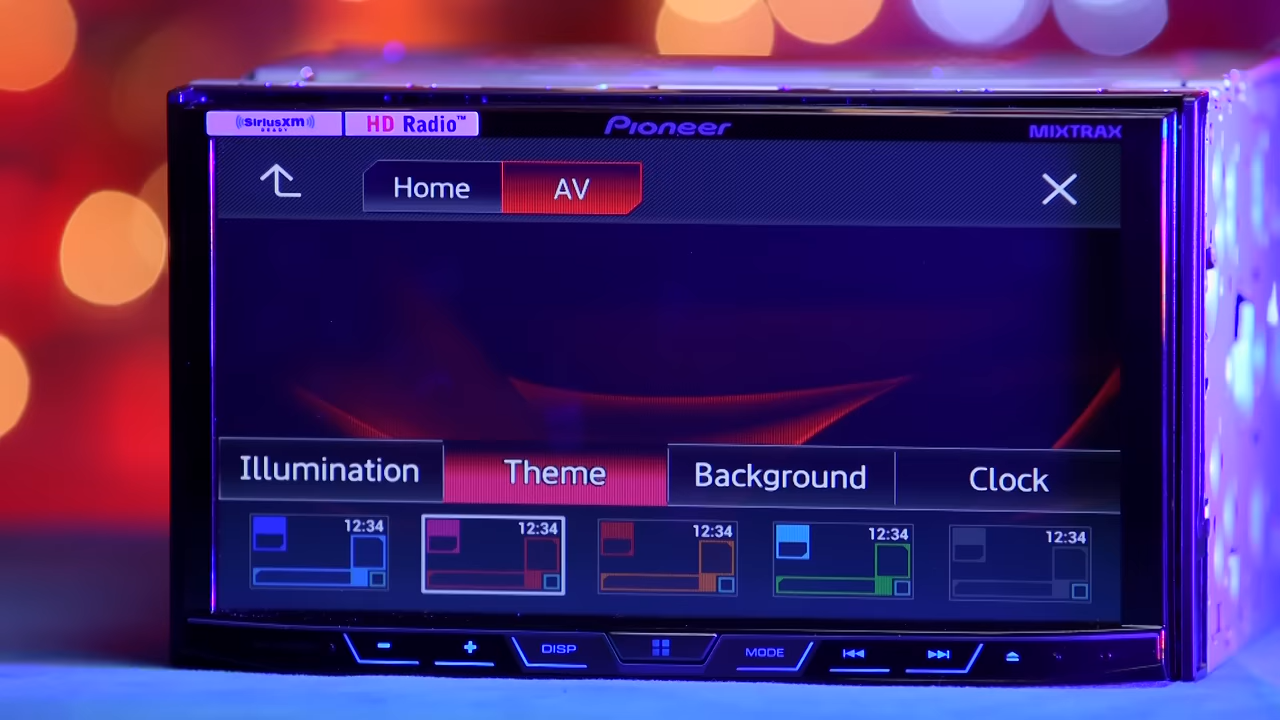 SiriusXM READY HD Radio™ Pioneer MIXTRAX
Home AV
Illumination Theme Background Clock
12:34 12:34 12:34 12:34 12:34
DISP MODE